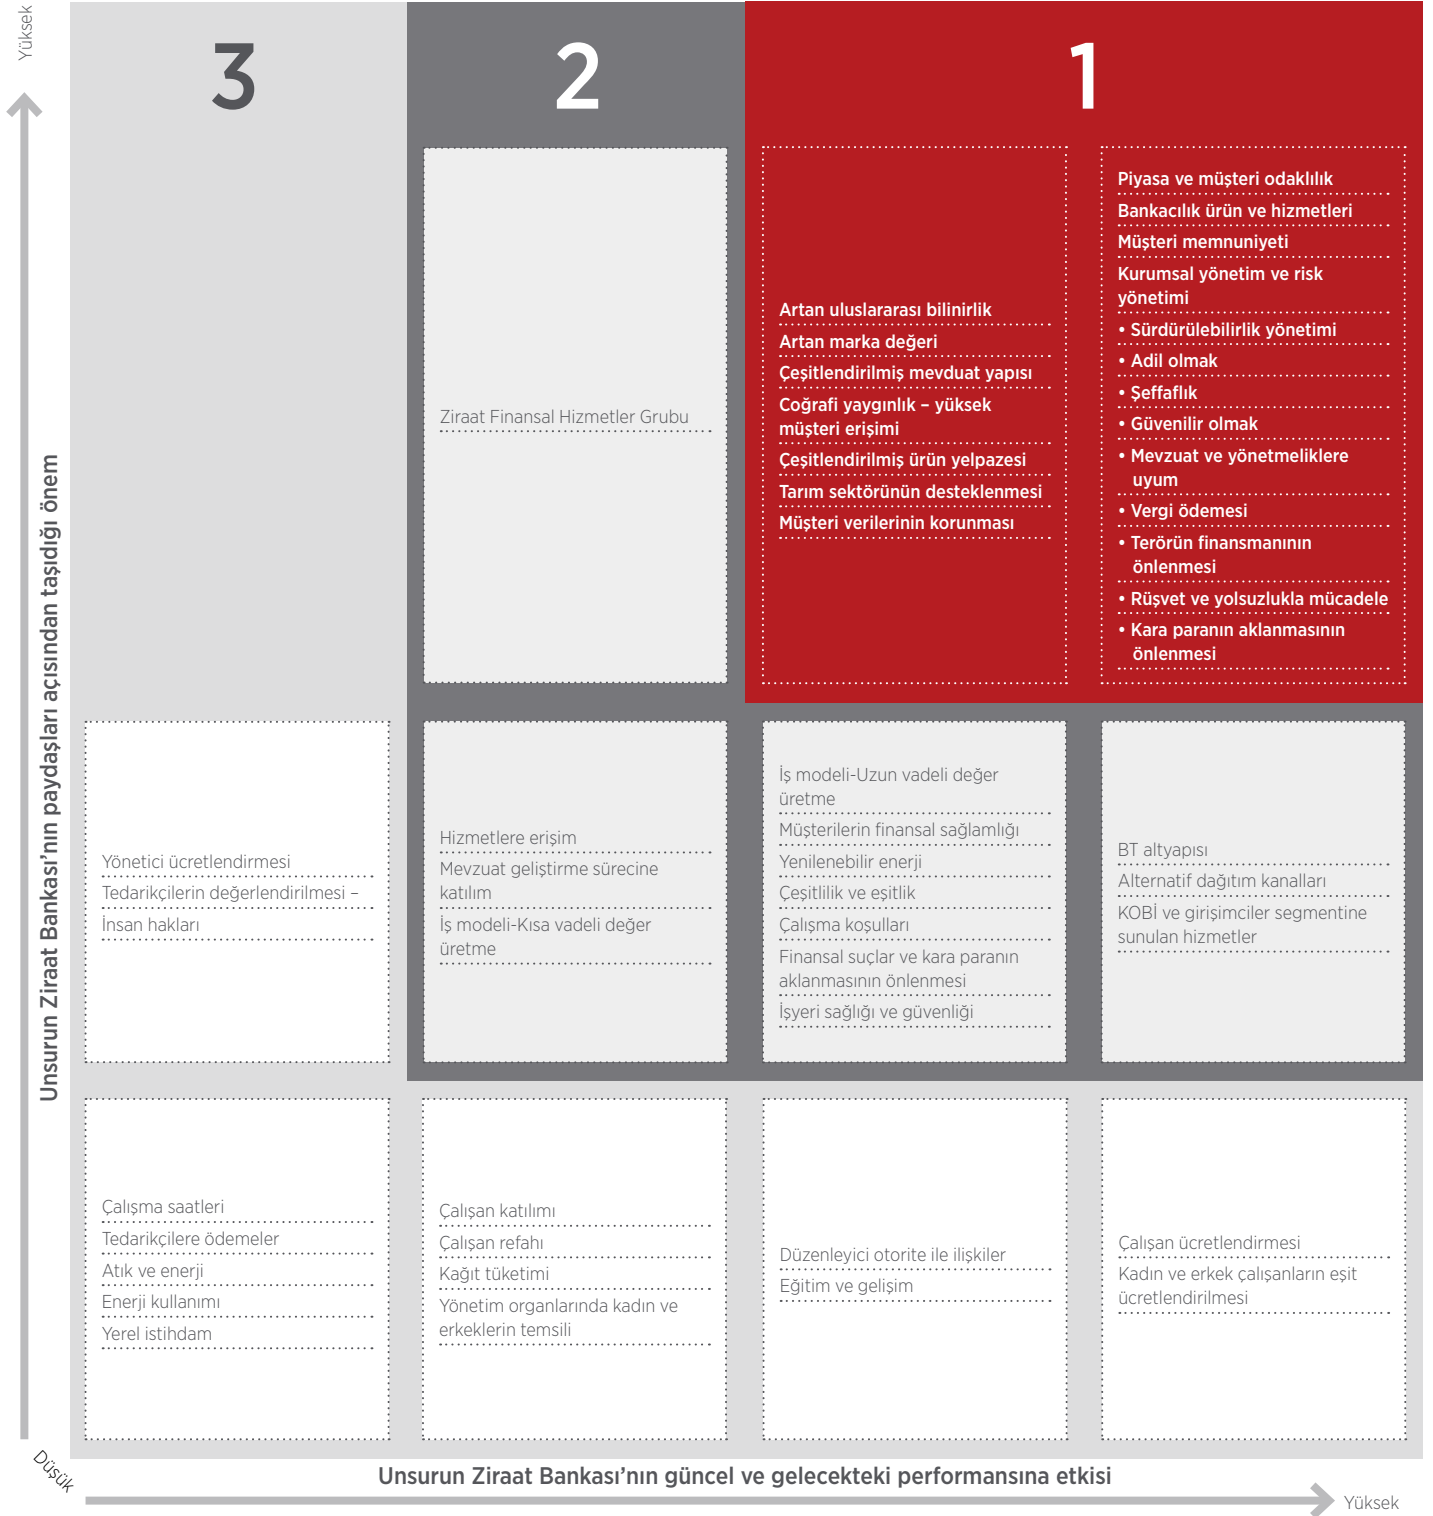 Yüksek
3
2
1
Ziraat Finansal Hizmetler Grubu
Artan uluslararası bilinirlik
Artan marka değeri
Çeşitlendirilmiş mevduat yapısı
Coğrafi yaygınlık – yüksek
müşteri erişimi
Çeşitlendirilmiş ürün yelpazesi
Tarım sektörünün desteklenmesi
Müşteri verilerinin korunması
Piyasa ve müşteri odaklılık
Bankacılık ürün ve hizmetleri
Müşteri memnuniyeti
Kurumsal yönetim ve risk
yönetimi
• Sürdürülebilirlik yönetimi
• Adil olmak
• Şeffaflık
• Güvenilir olmak
• Mevzuat ve yönetmeliklere
uyum
• Vergi ödemesi
• Terörün finansmanının
önlenmesi
• Rüşvet ve yolsuzlukla mücadele
• Kara paranın aklanmasının
önlenmesi
Unsurun Ziraat Bankası’nın paydaşları açısından taşıdığı önem
Yönetici ücretlendirmesi
Tedarikçilerin değerlendirilmesi –
İnsan hakları
Hizmetlere erişim
Mevzuat geliştirme sürecine
katılım
İş modeli-Kısa vadeli değer
üretme
İş modeli-Uzun vadeli değer
üretme
Müşterilerin finansal sağlamlığı
Yenilenebilir enerji
Çeşitlilik ve eşitlik
Çalışma koşulları
Finansal suçlar ve kara paranın
aklanmasının önlenmesi
İşyeri sağlığı ve güvenliği
BT altyapısı
Alternatif dağıtım kanalları
KOBİ ve girişimciler segmentine
sunulan hizmetler
Çalışma saatleri
Tedarikçilere ödemeler
Atık ve enerji
Enerji kullanımı
Yerel istihdam
Çalışan katılımı
Çalışan refahı
Kağıt tüketimi
Yönetim organlarında kadın ve
erkeklerin temsili
Düzenleyici otorite ile ilişkiler
Eğitim ve gelişim
Çalışan ücretlendirmesi
Kadın ve erkek çalışanların eşit
ücretlendirilmesi
Düşük
Unsurun Ziraat Bankası’nın güncel ve gelecekteki performansına etkisi
Yüksek